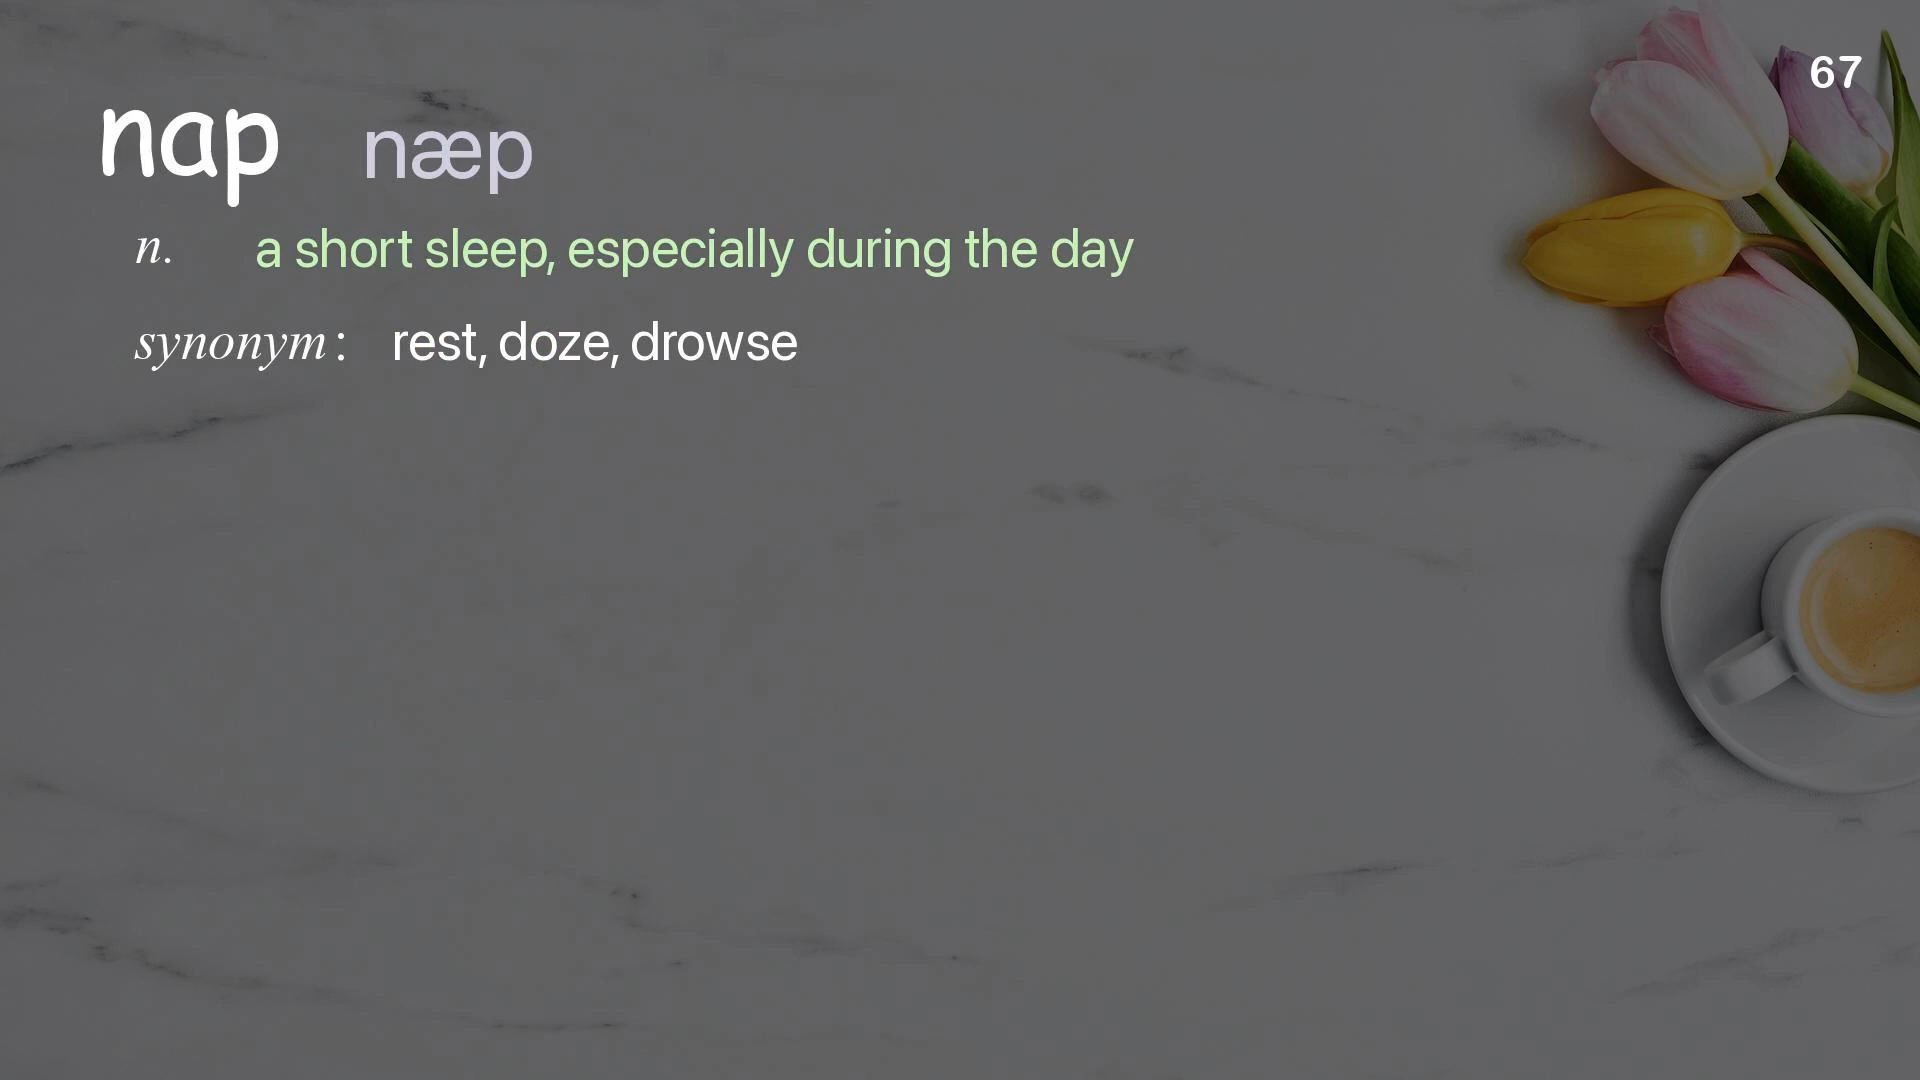 67
nap næp
n. a short sleep, especially during the day
synonym: rest, doze, drowse